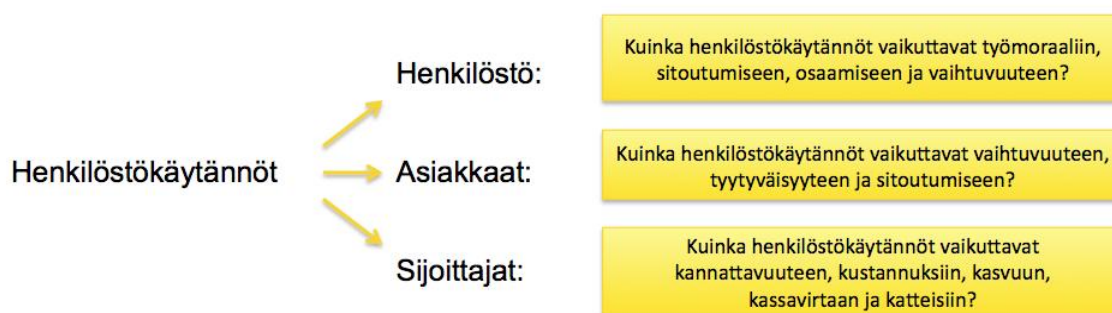 Henkilöstökäytännöt
Henkilöstö:
Kuinka henkilöstökäytännöt vaikuttavat työmoraaliin,
sitoutumiseen, osaamiseen ja vaihtuvuuteen?
Asiakkaat:
Kuinka henkilöstökäytännöt vaikuttavat vaihtuvuuteen,
tyytyväisyyteen ja sitoutumiseen?
Sijoittajat:
Kuinka henkilöstökäytännöt vaikuttavat
kannattavuuteen, kustannuksiin, kasvuun,
kassavirtaan ja katteisiin?